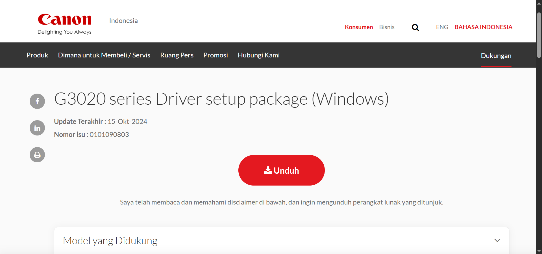 Canon
Delighting You Always
Indonesia
Konsumen Bisnis
ENG BAHASA INDONESIA
Produk Dimana untuk Membeli / Servis Ruang Pers Promosi Hubungi Kami Dukungan
G3020 series Driver setup package (Windows)
Update Terakhir : 15-Okt-2024
Nomor Isu : 0101090803
Unduh
Saya telah membaca dan memahami disclaimer di bawah, dan ingin mengunduh perangkat lunak yang ditunjuk.
Model yang Didukung